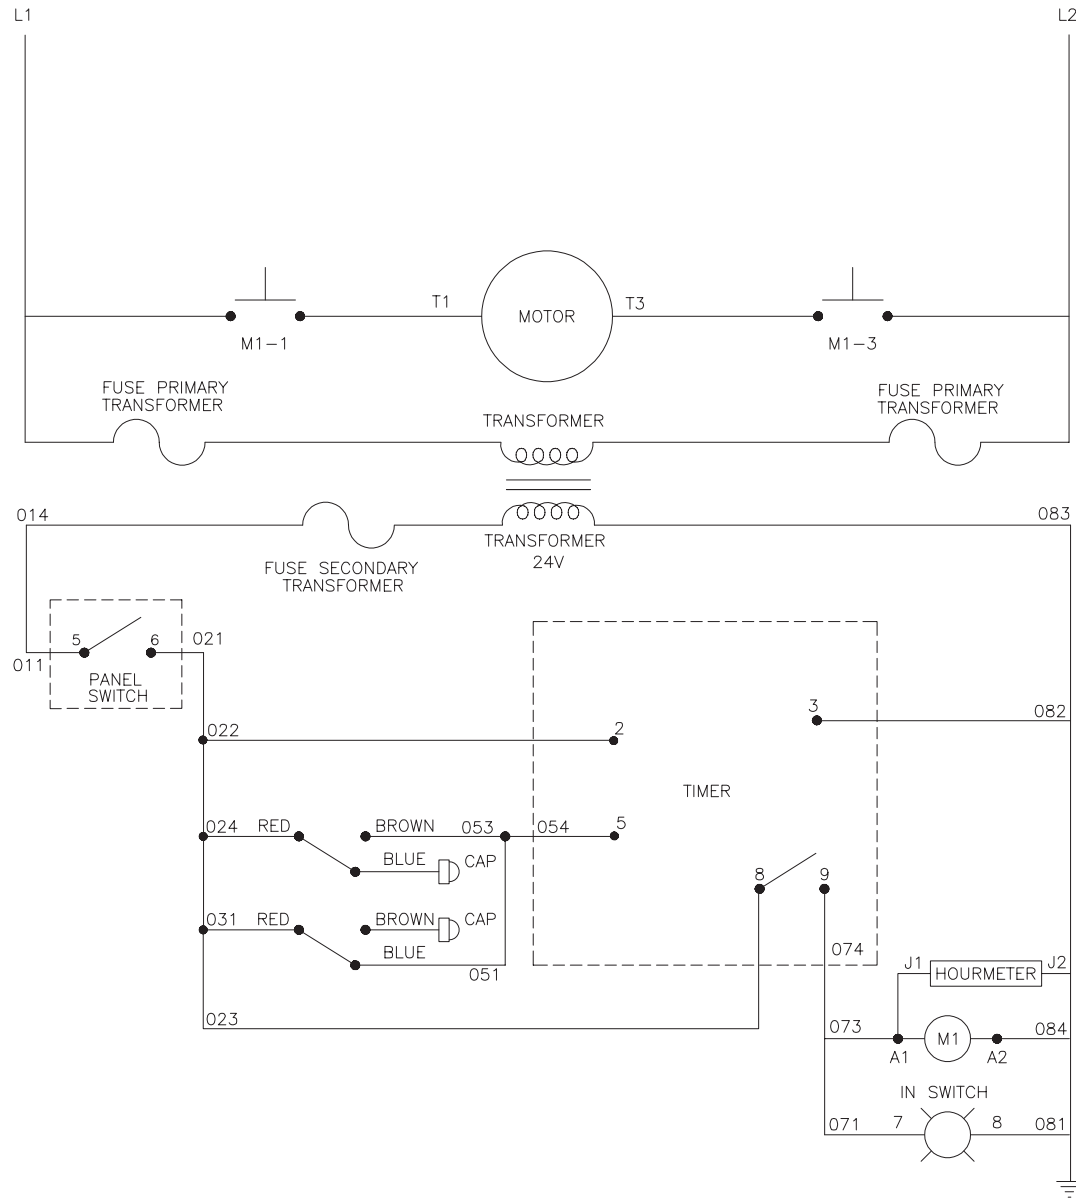 L1
L2
T1
MOTOR
T3
M1-1
M1-3
FUSE PRIMARY
TRANSFORMER
TRANSFORMER
FUSE PRIMARY
TRANSFORMER
014
083
TRANSFORMER
24V
FUSE SECONDARY
TRANSFORMER
5
6
021
011
PANEL
SWITCH
022
2
3
082
TIMER
024
RED
BROWN
053
054
5
BLUE
CAP
8
9
031
RED
BROWN
CAP
BLUE
051
074
J1
HOURMETER
J2
023
073
M1
084
A1
A2
IN SWITCH
071
7
8
081